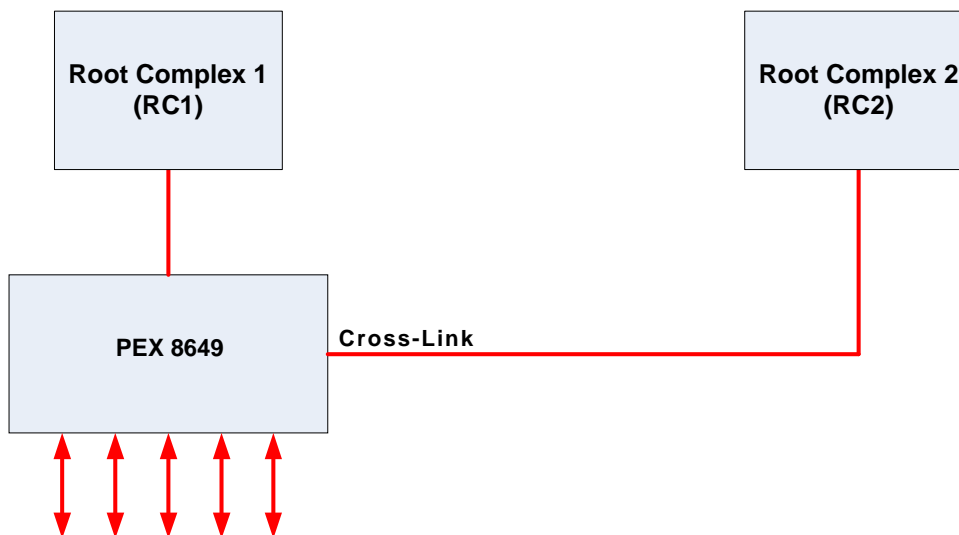 Root Complex 1
(RC1)
Root Complex 2
(RC2)
PEX 8649
Cross-Link